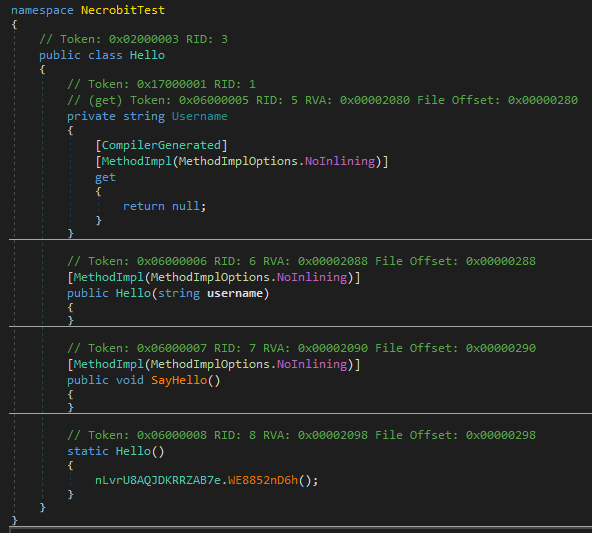 namespace NecrobitTest
{
// Token: 0x02000003 RID: 3
public class Hello
{
// Token: 0x17000001 RID: 1
// (get) Token: 0x06000005 RID: 5 RVA: 0x00002080 File Offset: 0x00000280
private string Username
{
[CompilerGenerated]
[MethodImpl(MethodImplOptions.NoInlining)]
get
{
return null;
}
}
// Token: 0x06000006 RID: 6 RVA: 0x00002088 File Offset: 0x00000288
[MethodImpl(MethodImplOptions.NoInlining)]
public Hello(string username)
{
}
// Token: 0x06000007 RID: 7 RVA: 0x00002090 File Offset: 0x00000290
[MethodImpl(MethodImplOptions.NoInlining)]
public void SayHello()
{
}
// Token: 0x06000008 RID: 8 RVA: 0x00002098 File Offset: 0x00000298
static Hello()
{
nLvrU8AQJDKRRZAB7e.WE8852nD6h();
}
}
}